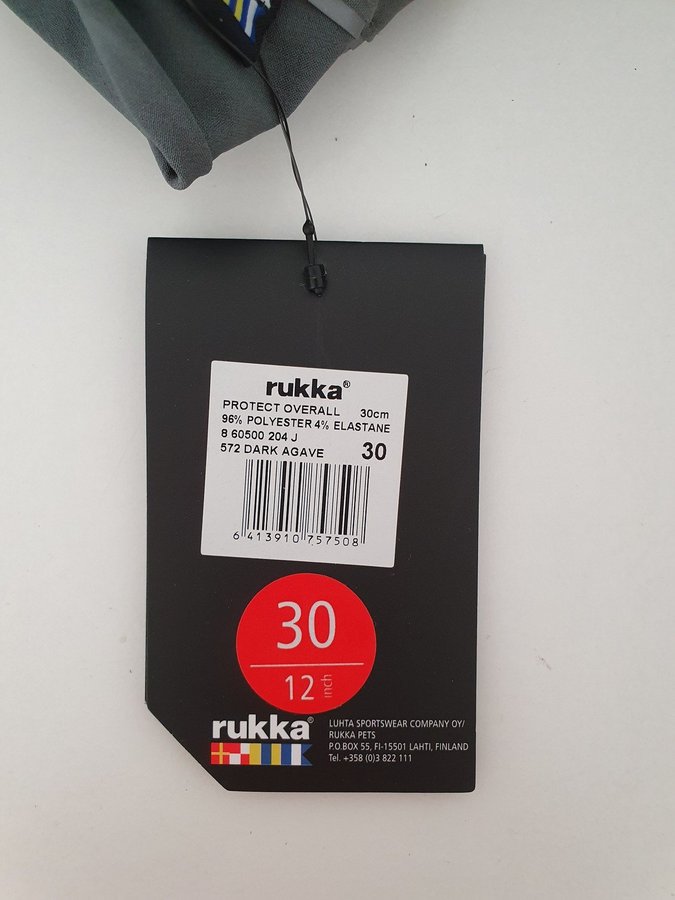 rukka®
PROTECT OVERALL 30cm
96% POLYESTER 4% ELASTANE
8 60500 204 J
572 DARK AGAVE 30
6 413910 757508
30
12 inch
rukka®
LUHTA SPORTSWEAR COMPANY OY/
RUKKA PETS
P.O.BOX 55, FI-15501 LAHTI, FINLAND
Tel. +358 (0)3 822 111